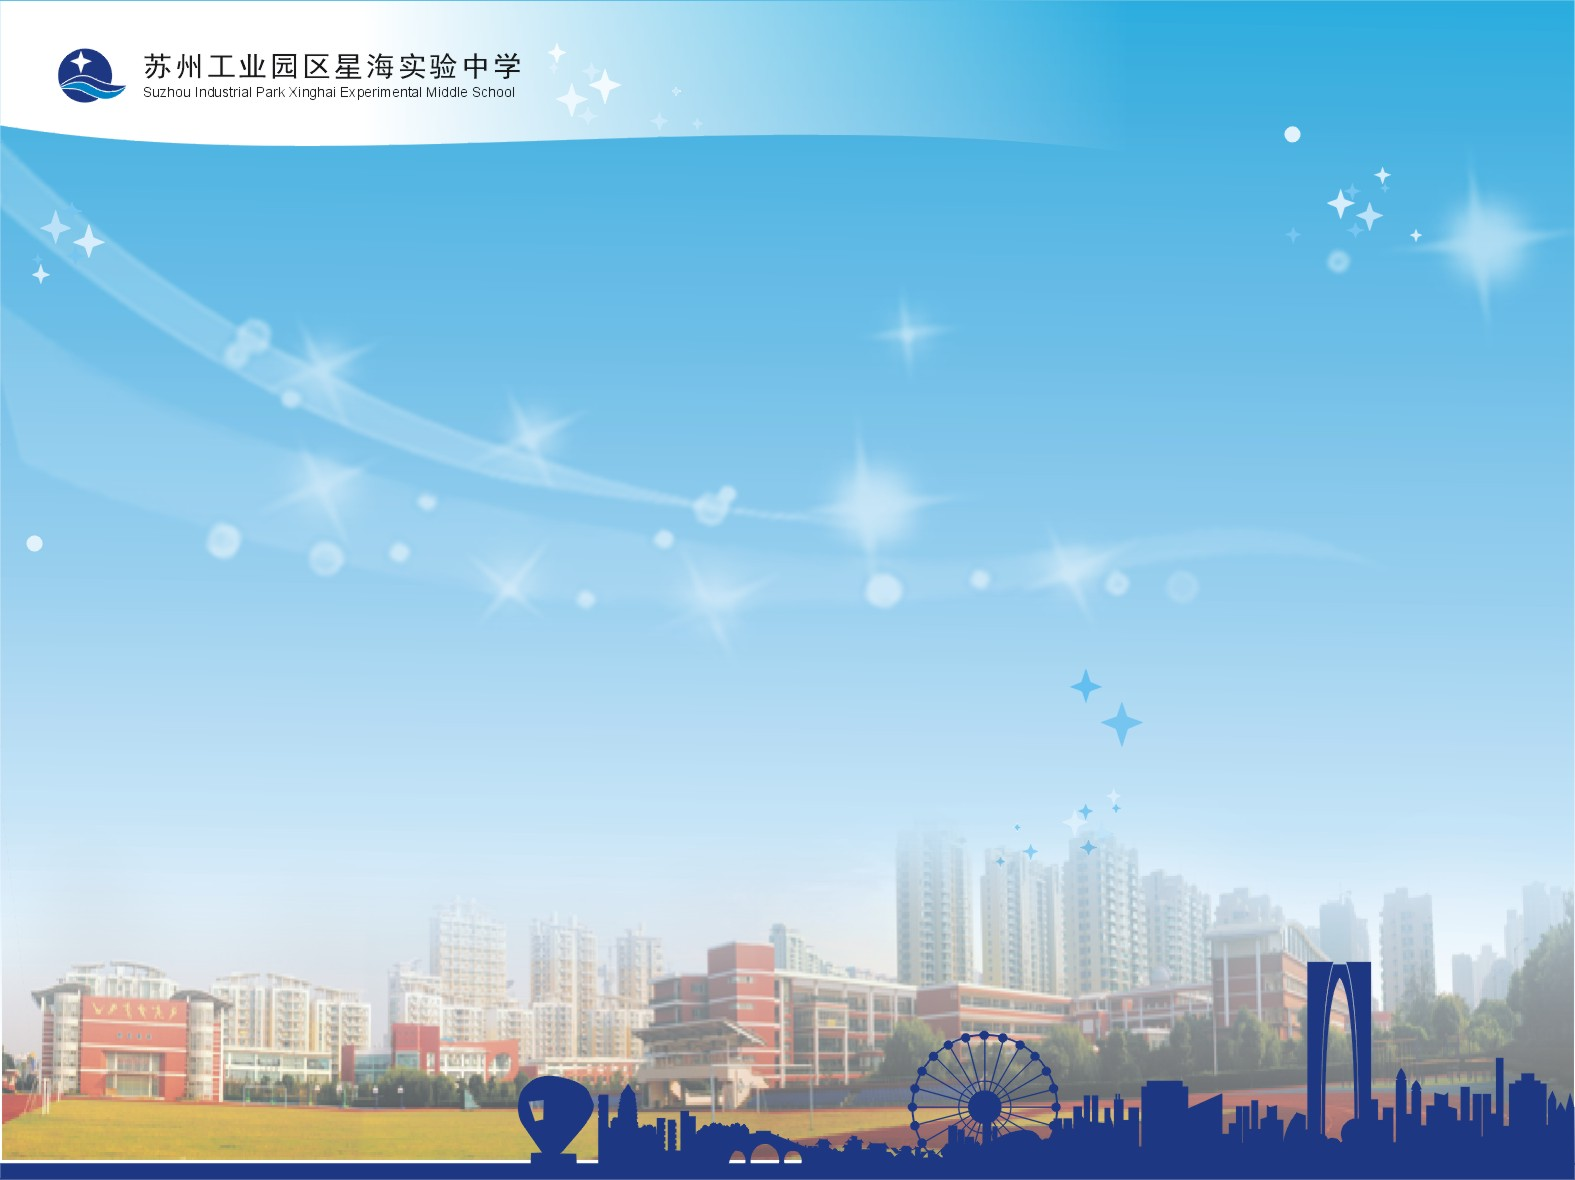 苏州工业园区星海实验中学
Suzhou Industrial Park Xinghai Experimental Middle School